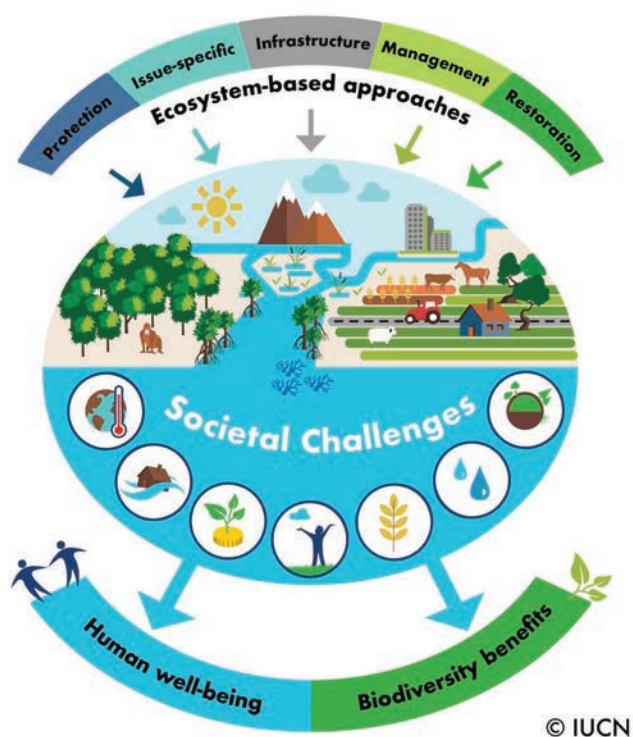 Protection
Issue-specific
Infrastructure
Management
Restoration
Ecosystem-based approaches
Societal Challenges
Human well-being
Biodiversity benefits
© IUCN